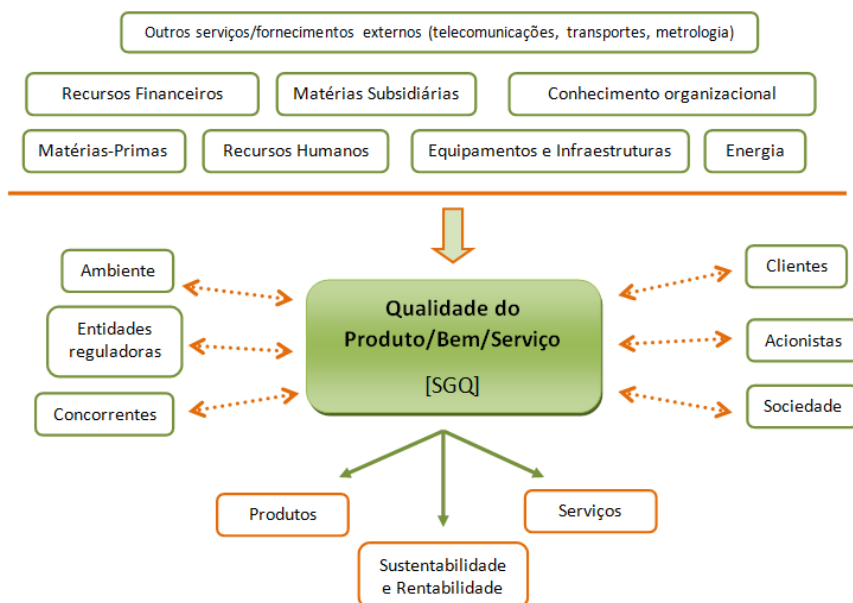 Outros serviços/fornecimentos externos (telecomunicações, transportes, metrologia)
Recursos Financeiros
Matérias Subsidiárias
Conhecimento organizacional
Matérias-Primas
Recursos Humanos
Equipamentos e Infraestruturas
Energia
Ambiente
Entidades
reguladoras
Concorrentes
Qualidade do
Produto/Bem/Serviço
[SGQ]
Clientes
Acionistas
Sociedade
Produtos
Serviços
Sustentabilidade
e Rentabilidade